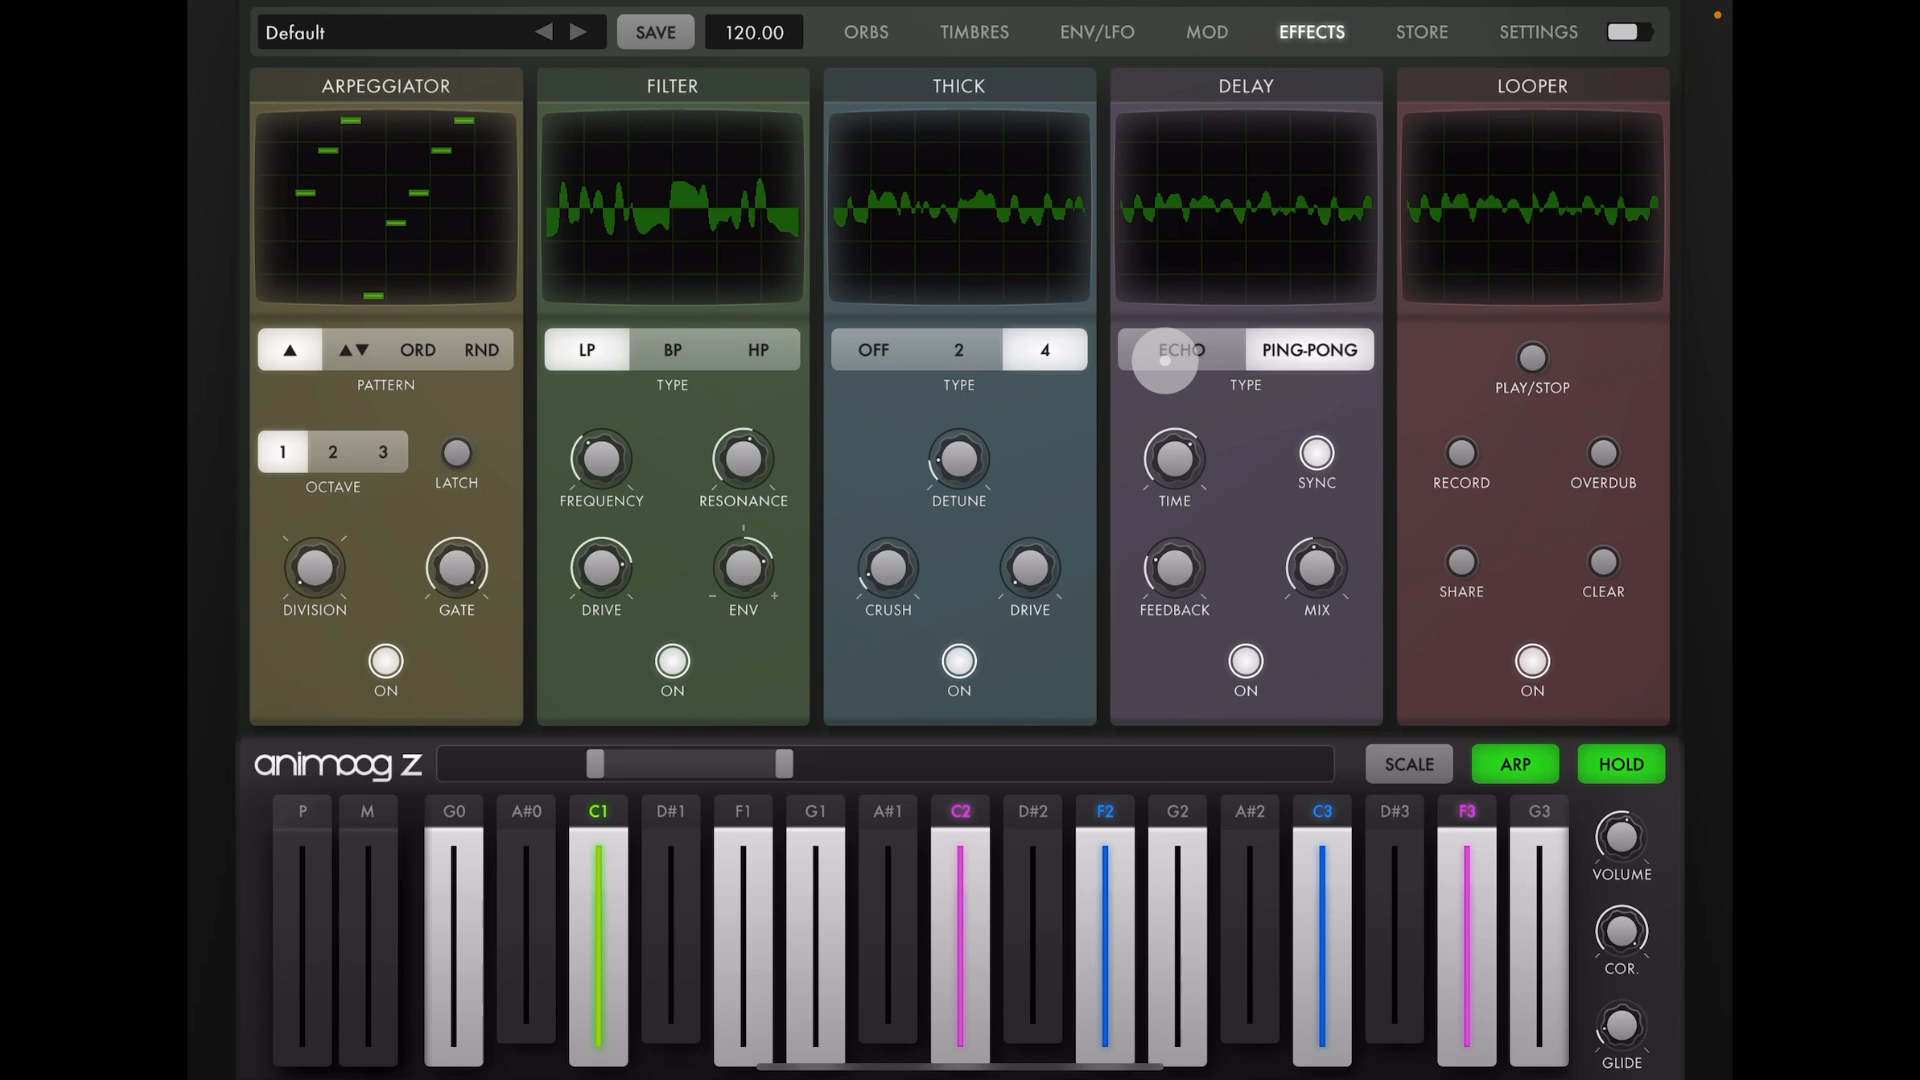 Default
SAVE
120.00
ORBS
TIMBRES
ENV/LFO
MOD
EFFECTS
STORE
SETTINGS
ARPEGGIATOR
FILTER
THICK
DELAY
LOOPER
ORD
RND
PATTERN
LP
BP
HP
TYPE
OFF
2
4
TYPE
ECHO
PING-PONG
TYPE
PLAY/STOP
1
2
3
OCTAVE
LATCH
FREQUENCY
RESONANCE
DETUNE
TIME
SYNC
RECORD
OVERDUB
DIVISION
GATE
DRIVE
- ENV +
CRUSH
DRIVE
FEEDBACK
MIX
SHARE
CLEAR
ON
ON
ON
ON
ON
animoog Z
SCALE
ARP
HOLD
P
M
G0
A#0
C1
D#1
F1
G1
A#1
C2
D#2
F2
G2
A#2
C3
D#3
F3
G3
VOLUME
COR.
GLIDE